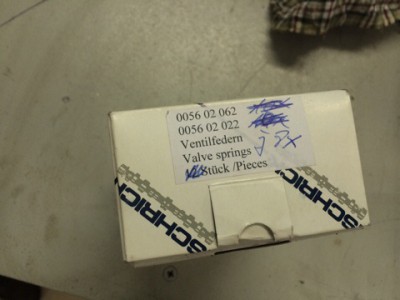 0056 02 062
0056 02 022
Ventilfedern
Valve springs
Stück /Pieces
SCHRICK
SCHRICK